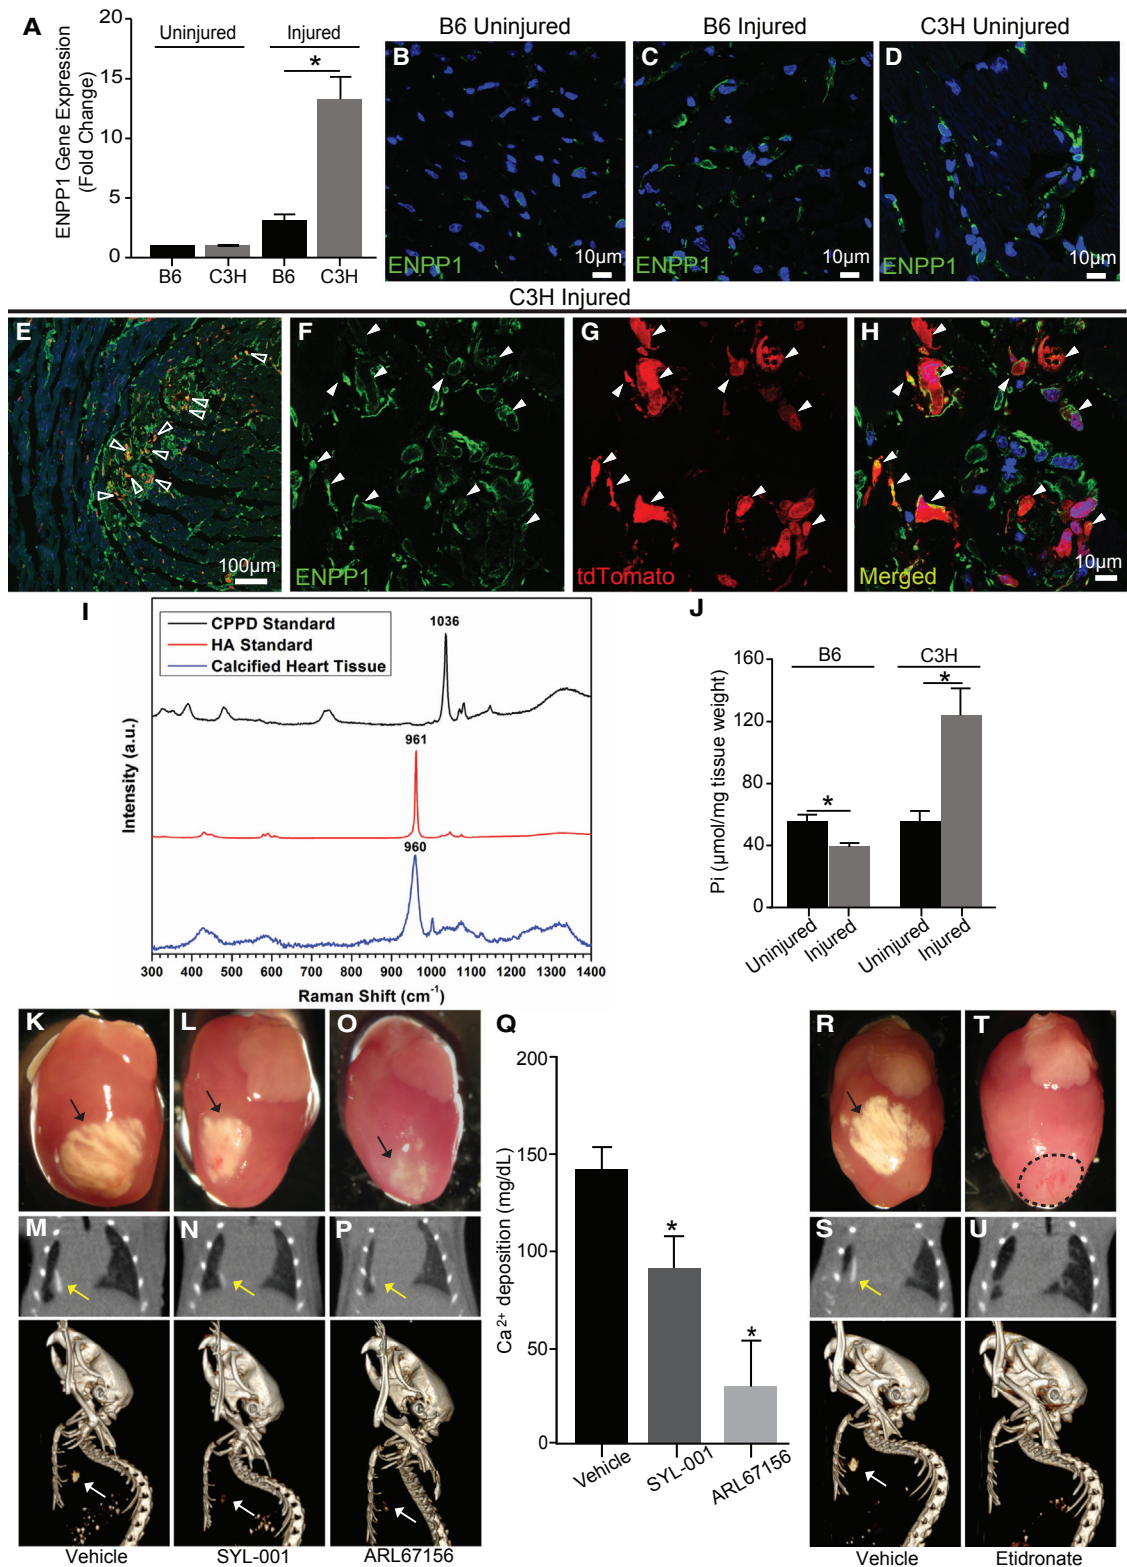 A
ENPP1 Gene Expression
(Fold Change)
20
15
10
5
0
Uninjured
Injured
*
B6
C3H
B6
C3H
B6 Uninjured
B6 Injured
C3H Uninjured
B
ENPP1
10µm
C
ENPP1
10µm
D
ENPP1
10µm
C3H Injured
E
100µm
F
ENPP1
G
tdTomato
H
Merged
10µm
I
Intensity (a.u.)
CPPD Standard
HA Standard
Calcified Heart Tissue
1036
961
960
300 400 500 600 700 800 900 1000 1100 1200 1300 1400
Raman Shift (cm-1)
J
Pi (µmol/mg tissue weight)
160
120
80
40
0
B6
C3H
*
*
Uninjured
Injured
Uninjured
Injured
K
L
O
M
N
P
Vehicle
SYL-001
ARL67156
Q
Ca2+ deposition (mg/dL)
200
150
100
50
0
*
*
Vehicle
SYL-001
ARL67156
R
T
S
U
Vehicle
Etidronate